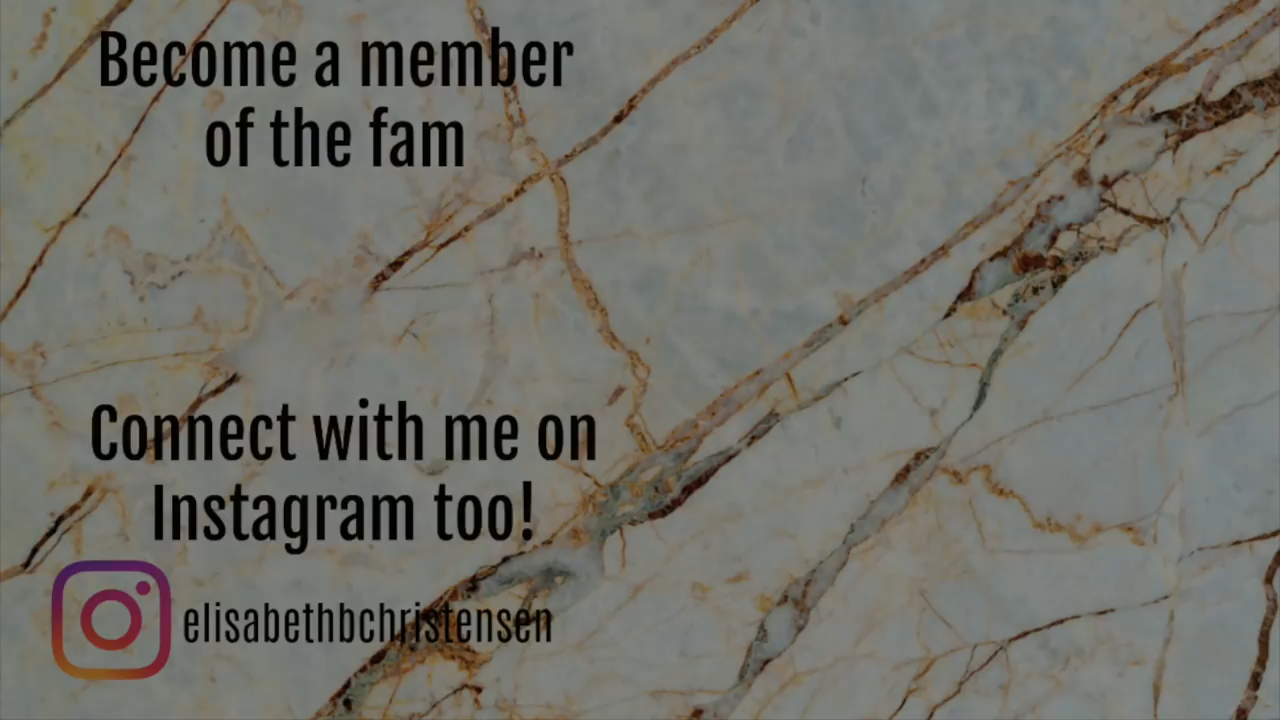 Become a member
of the fam
Connect with me on
Instagram too!
elisabethbchristensen